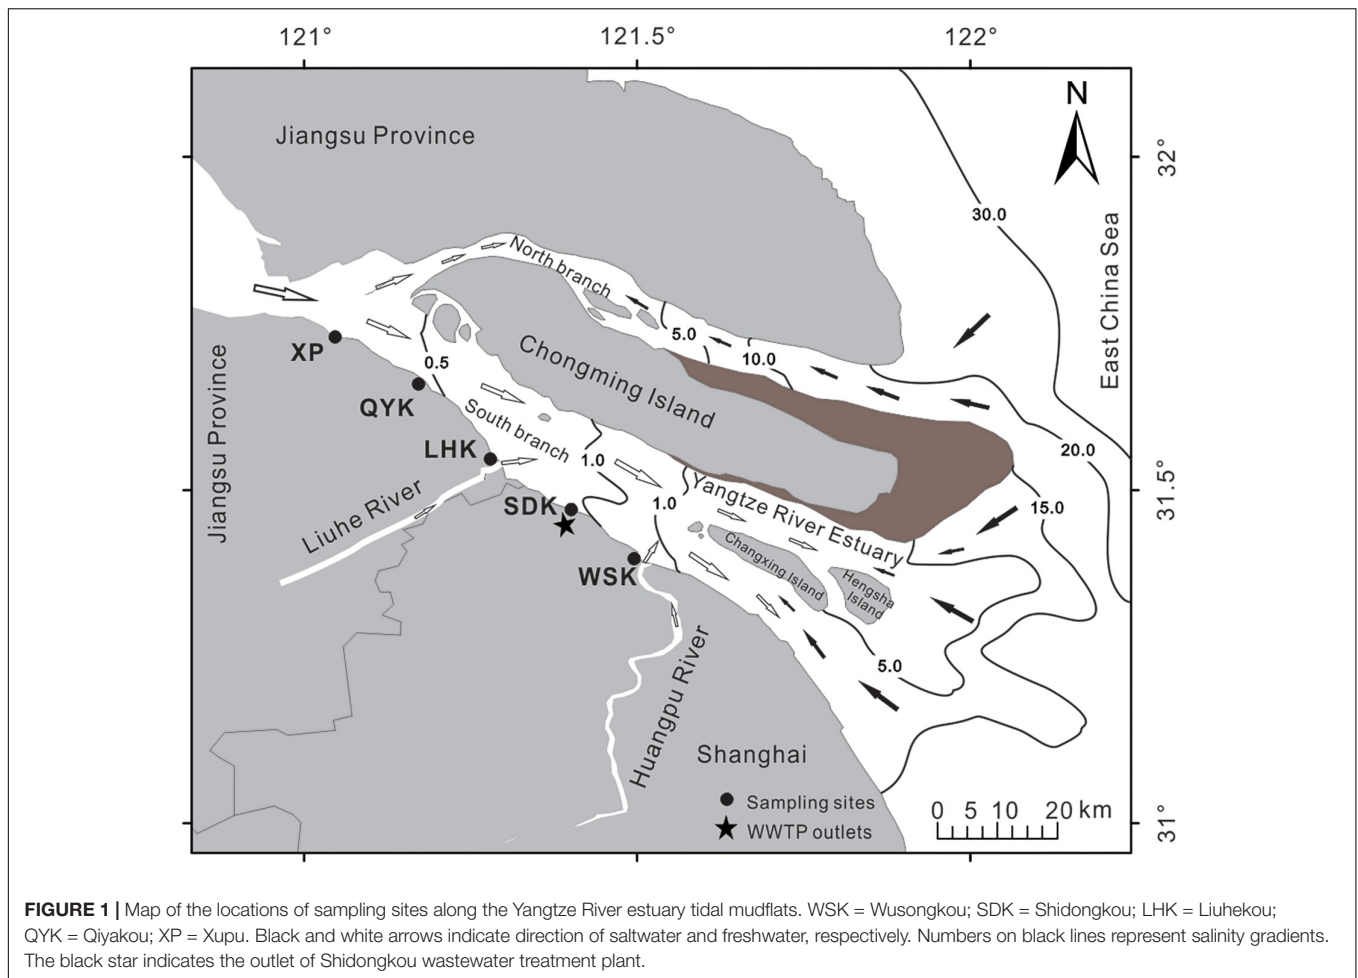 121°
121.5°
122°
N
Jiangsu Province
32°
30.0
East China Sea
North branch
5.0
10.0
XP
0.5
Chongming Island
QYK
Jiangsu Province
South branch
LHK
1.0
20.0
SDK
1.0
Yangtze River Estuary
15.0
31.5°
Liuhe River
WSK
Changxing Island
Hengsha
Island
5.0
Huangpu River
Shanghai
Sampling sites
WWTP outlets
0 5 10 20 km
31°
FIGURE 1 | Map of the locations of sampling sites along the Yangtze River estuary tidal mudflats. WSK = Wusongkou; SDK = Shidongkou; LHK = Liuhekou;
QYK = Qiyakou; XP = Xupu. Black and white arrows indicate direction of saltwater and freshwater, respectively. Numbers on black lines represent salinity gradients.
The black star indicates the outlet of Shidongkou wastewater treatment plant.